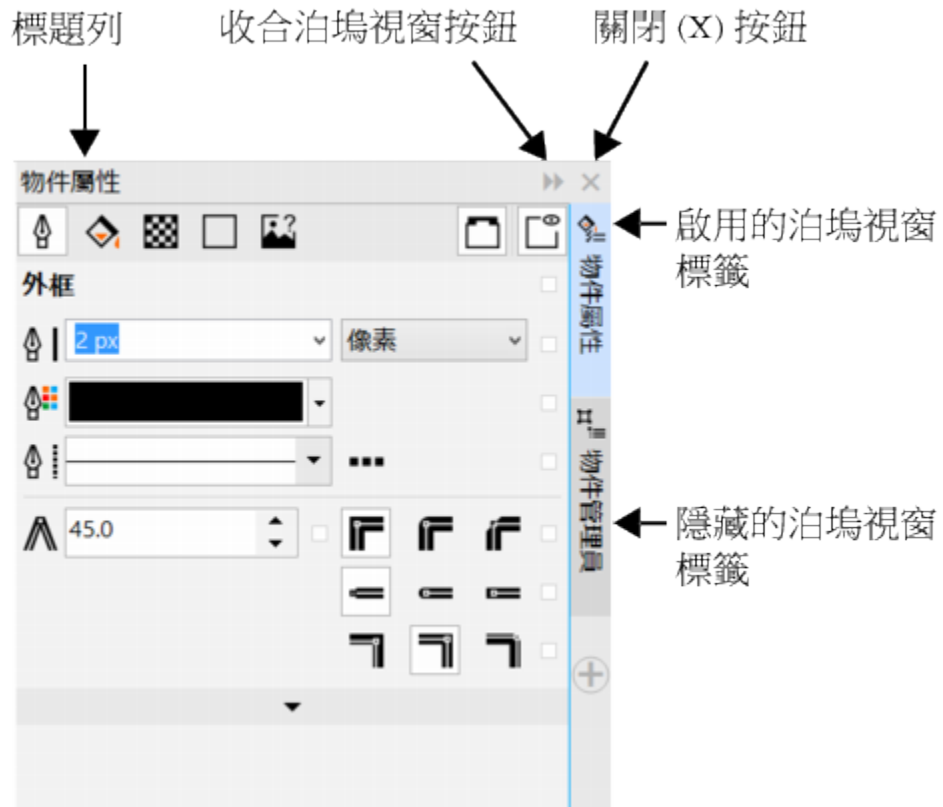 標題列
收合泊塢視窗按鈕
關閉 (X) 按鈕
物件屬性
啟用的泊塢視窗
標籤
物件屬性
外框
2 px
像素
物件管理員
45.0
隱藏的泊塢視窗
標籤